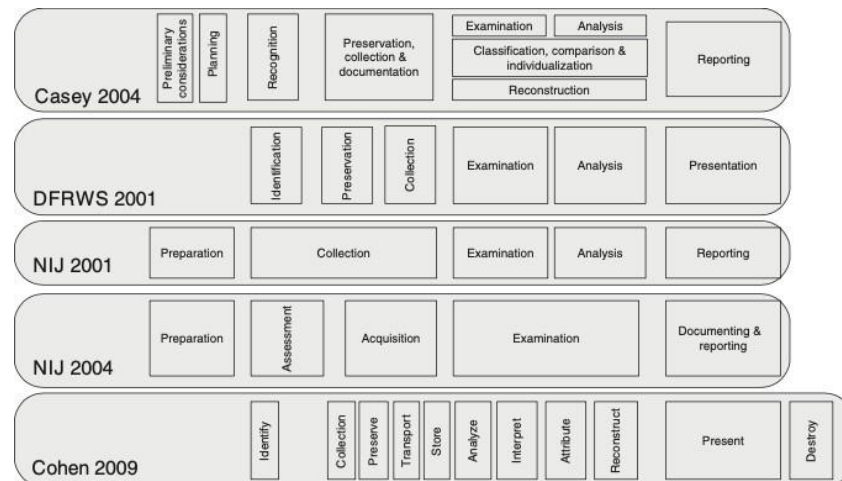 Preliminary
considerations
Planning
Recognition
Preservation,
collection &
documentation
Examination
Analysis
Classification, comparison &
individualization
Reconstruction
Reporting
Casey 2004
Identification
Preservation
Collection
Examination
Analysis
Presentation
DFRWS 2001
Preparation
Collection
Examination
Analysis
Reporting
NIJ 2001
Preparation
Assessment
Acquisition
Examination
Documenting &
reporting
NIJ 2004
Identify
Collection
Preserve
Transport
Store
Analyze
Interpret
Attribute
Reconstruct
Present
Destroy
Cohen 2009